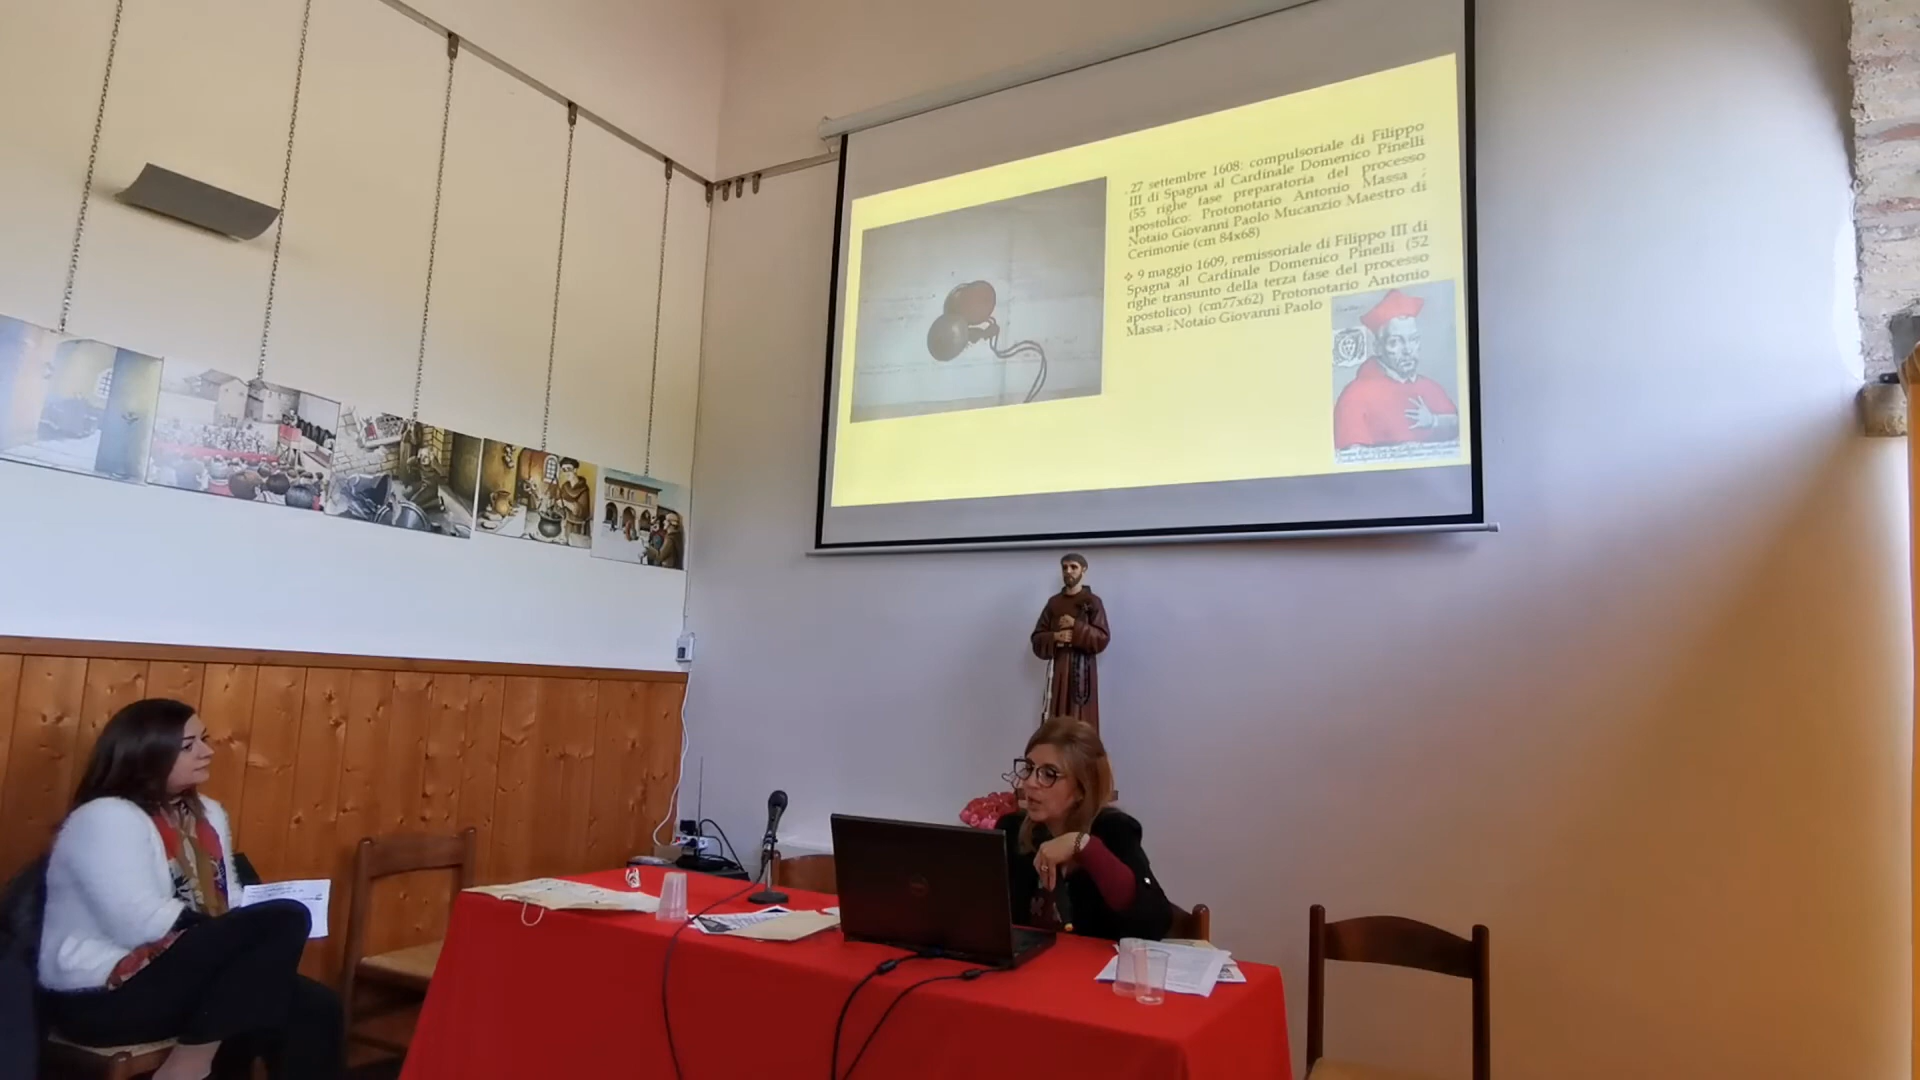 . 27 settembre 1608: compulsoriale di Filippo
III di Spagna al Cardinale Domenico Pinelli
(55 righe fase preparatoria del processo
apostolico: Protonotario Antonio Massa ;
Notaio Giovanni Paolo Mucanzio Maestro di
Cerimonie (cm 84x68)
❖ 9 maggio 1609, remissoriale di Filippo III di
Spagna al Cardinale Domenico Pinelli (52
righe transunto della terza fase del processo
apostolico) (cm77x62) Protonotario Antonio
Massa ; Notaio Giovanni Paolo